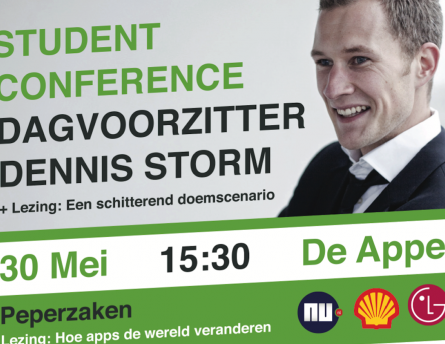 STUDENT
CONFERENCE
DAGVOORZITTER
DENNIS STORM
+ Lezing: Een schitterend doemscenario
30 Mei 15:30 De Appe
Peperzaken
Lezing: Hoe apps de wereld veranderen
nu
LG